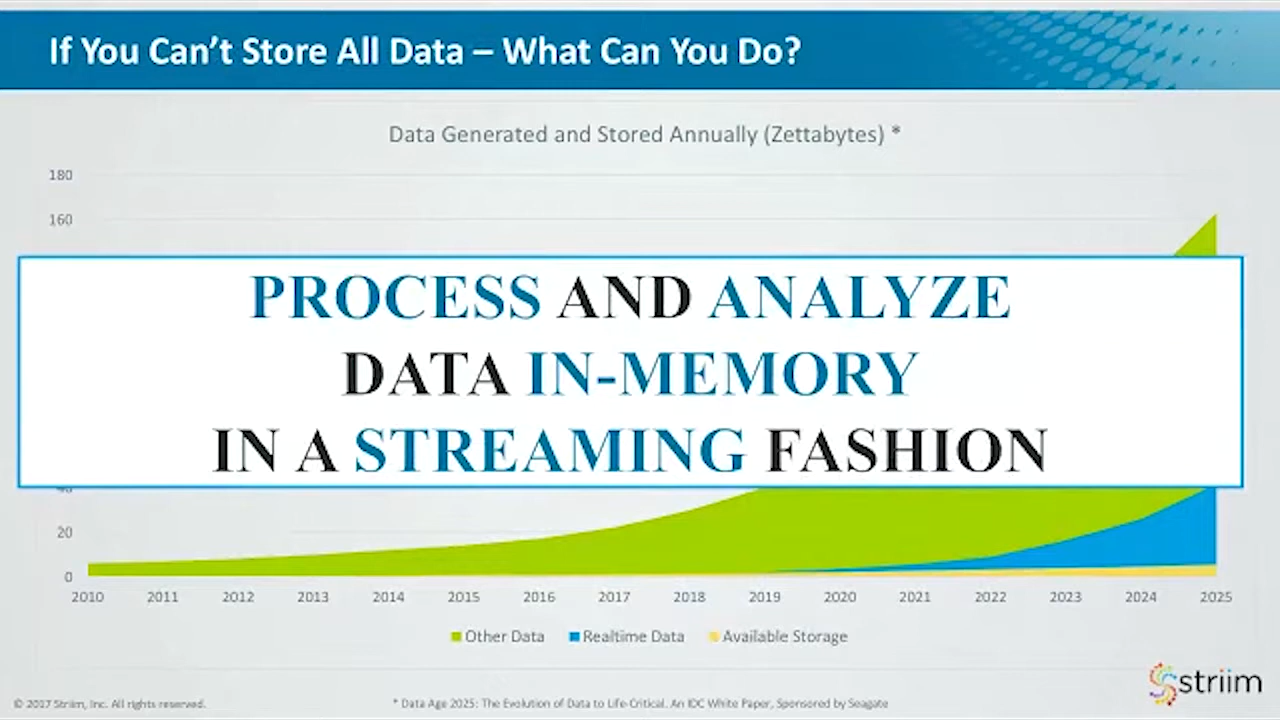 If You Can't Store All Data – What Can You Do?
Data Generated and Stored Annually (Zettabytes) *
180
160
PROCESS AND ANALYZE
DATA IN-MEMORY
IN A STREAMING FASHION
20
0
2010 2011 2012 2013 2014 2015 2016 2017 2018 2019 2020 2021 2022 2023 2024 2025
Other Data Realtime Data Available Storage
striim
© 2017 Striim, Inc. All rights reserved.
* Data Age 2025: The Evolution of Data to Life-Critical. An IDC White Paper, Sponsored by Seagate